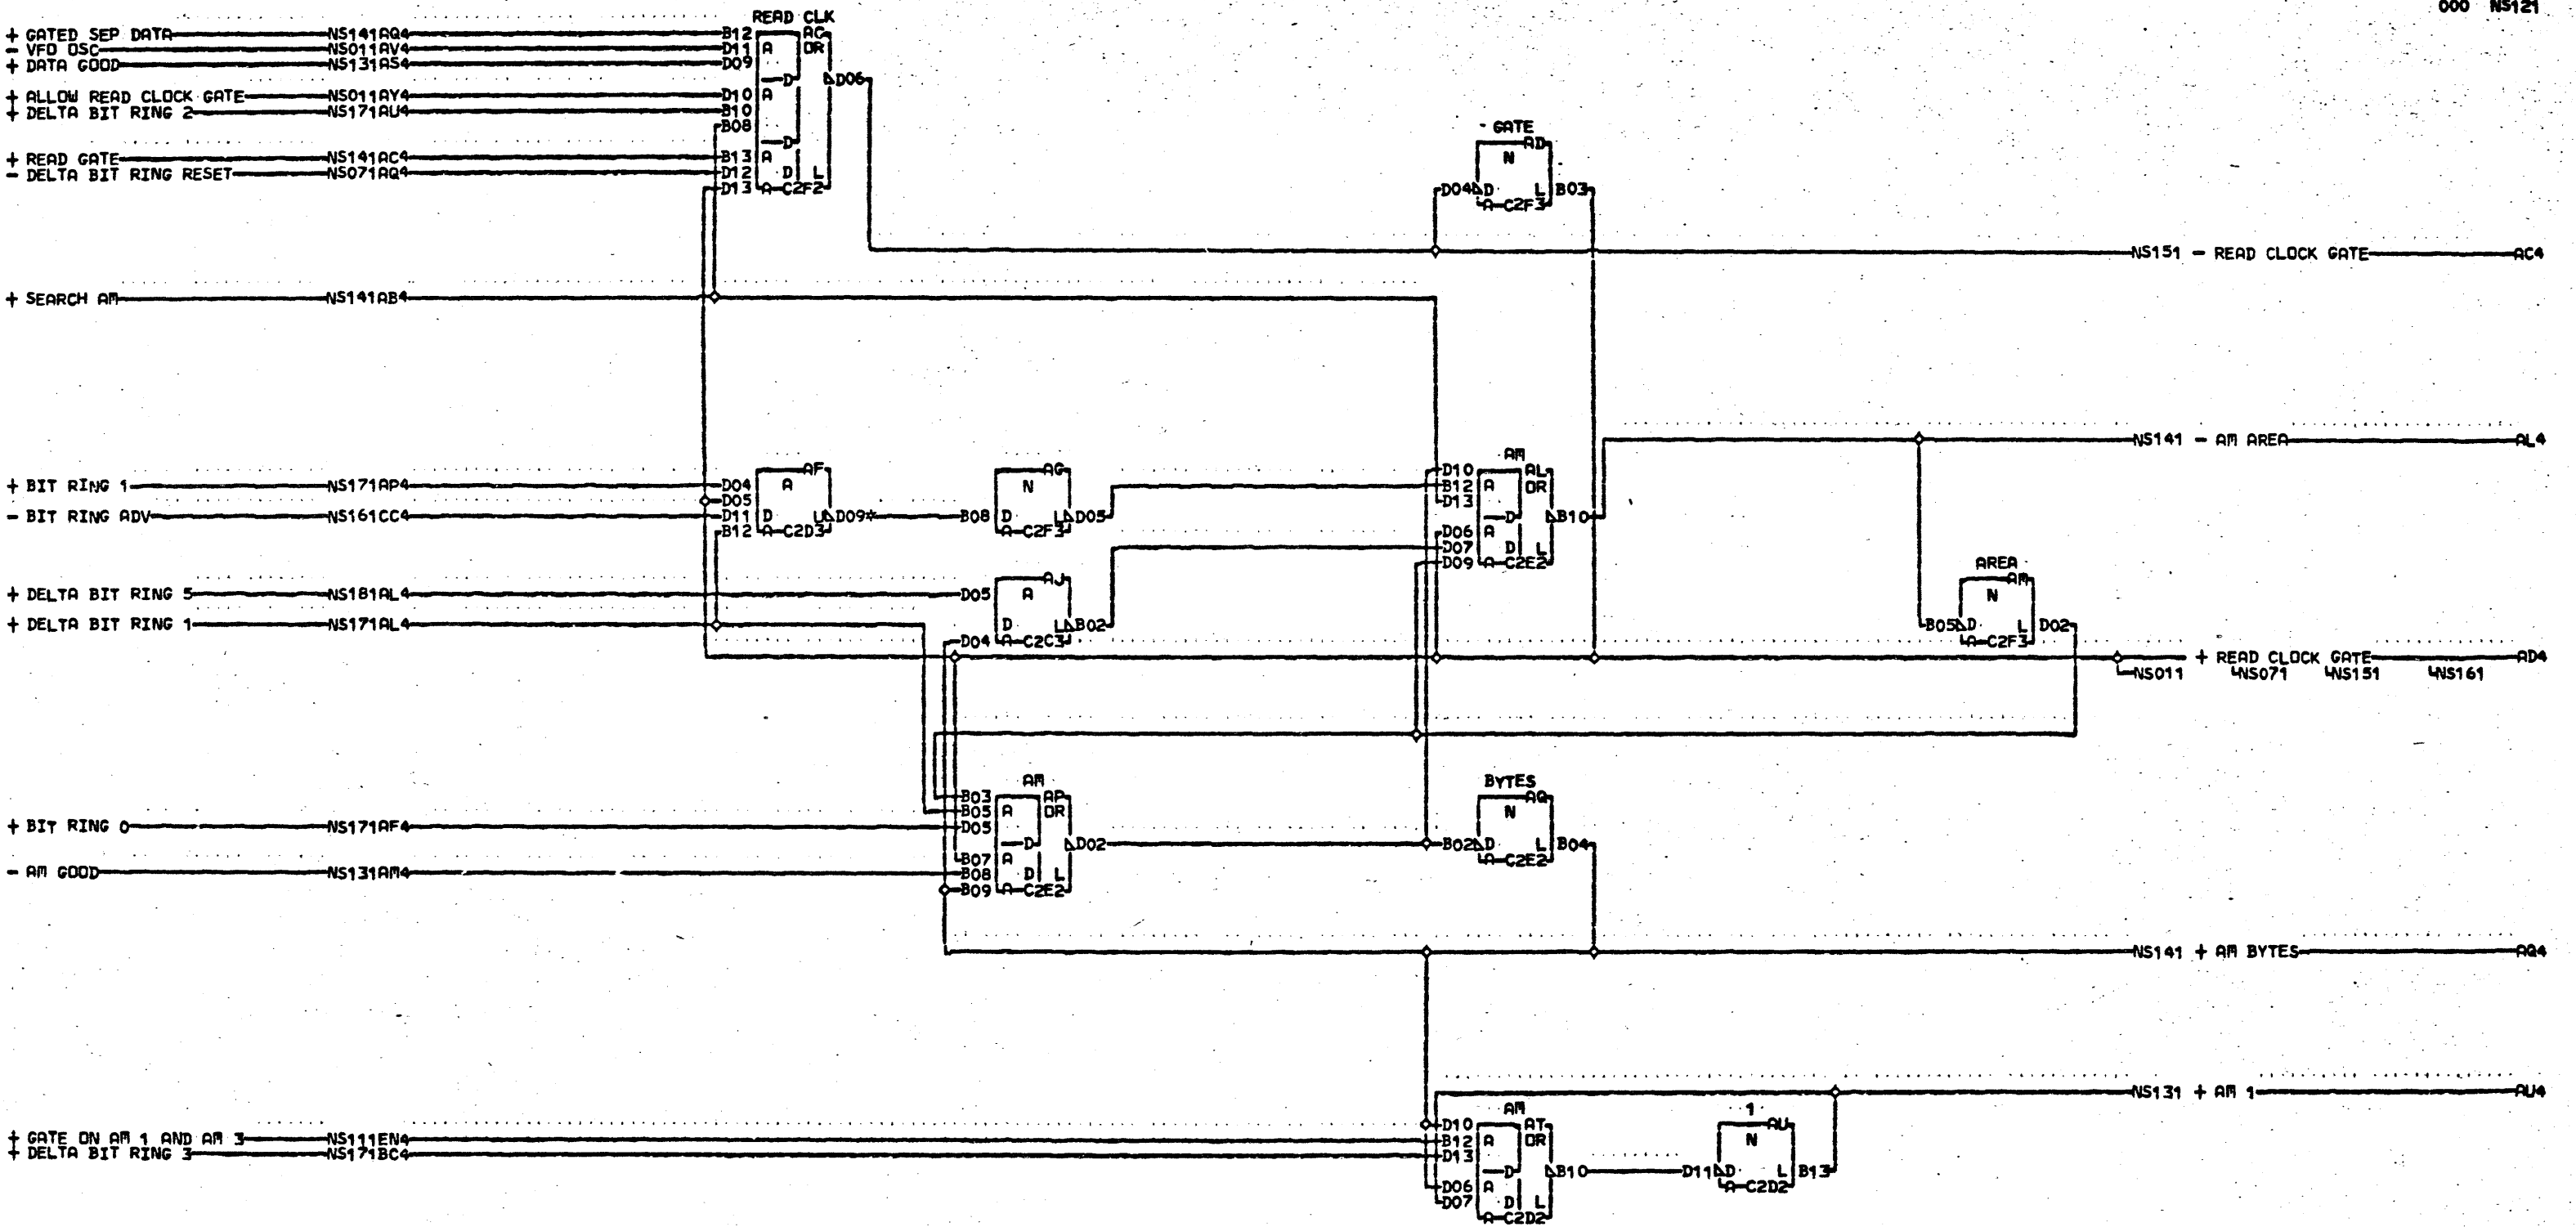 000 NS121
READ CLK
+ GATED SEP DATA NS141AQ4 B12 AC
- VFO OSC NS011AV4 D11 A OR
+ DATA GOOD NS131AS4 D09
D D06
+ ALLOW READ CLOCK GATE NS011AY4 D10 A
+ DELTA BIT RING 2 NS171AU4 B10
B08
D
+ READ GATE NS141AC4 B13 A
- DELTA BIT RING RESET NS071AQ4 D12 D L
D13 A C2F2
- GATE
AD
N
D04 D L B03
A C2F3
NS151 - READ CLOCK GATE AC4
+ SEARCH AM NS141AB4
NS141 - AM AREA AL4
AM
AF AG D10 AL
+ BIT RING 1 NS171AP4 D04 A N B12 A OR
D05 D13
- BIT RING ADV NS161CC4 D11 D L D09* B08 D L D05 D B10
B12 A C2D3 A C2F3 D06 A
D07 D L
D09 A C2E2
AREA
AJ AM
+ DELTA BIT RING 5 NS181AL4 D05 A N
+ DELTA BIT RING 1 NS171AL4 D L B02 B05 D L D02
D04 A C2C3 A C2F3
+ READ CLOCK GATE AD4
NS011 NS071 NS151 NS161
AM BYTES
B03 AP AQ
B05 A OR N
+ BIT RING 0 NS171AF4 D05
D D02 B02 D L B04
B07 A A C2E2
- AM GOOD NS131AM4 B08 D L
B09 A C2E2
NS141 + AM BYTES AQ4
NS131 + AM 1 AU4
AM 1
D10 AT AU
+ GATE ON AM 1 AND AM 3 NS111EN4 B12 A OR N
+ DELTA BIT RING 3 NS171BC4 D13
D B10 D11 D L B13
D06 A A C2D2
D07 D L
A C2D2